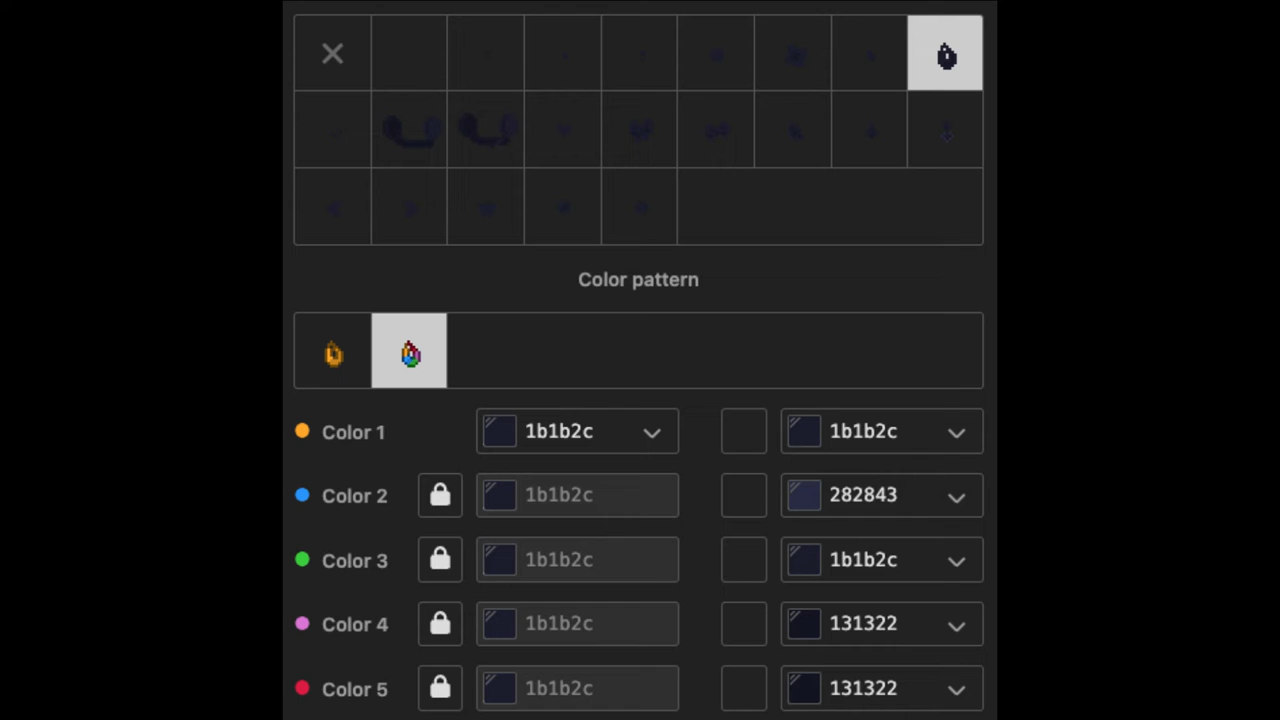 Color pattern
Color 1 1b1b2c 1b1b2c
Color 2 1b1b2c 282843
Color 3 1b1b2c 1b1b2c
Color 4 1b1b2c 131322
Color 5 1b1b2c 131322